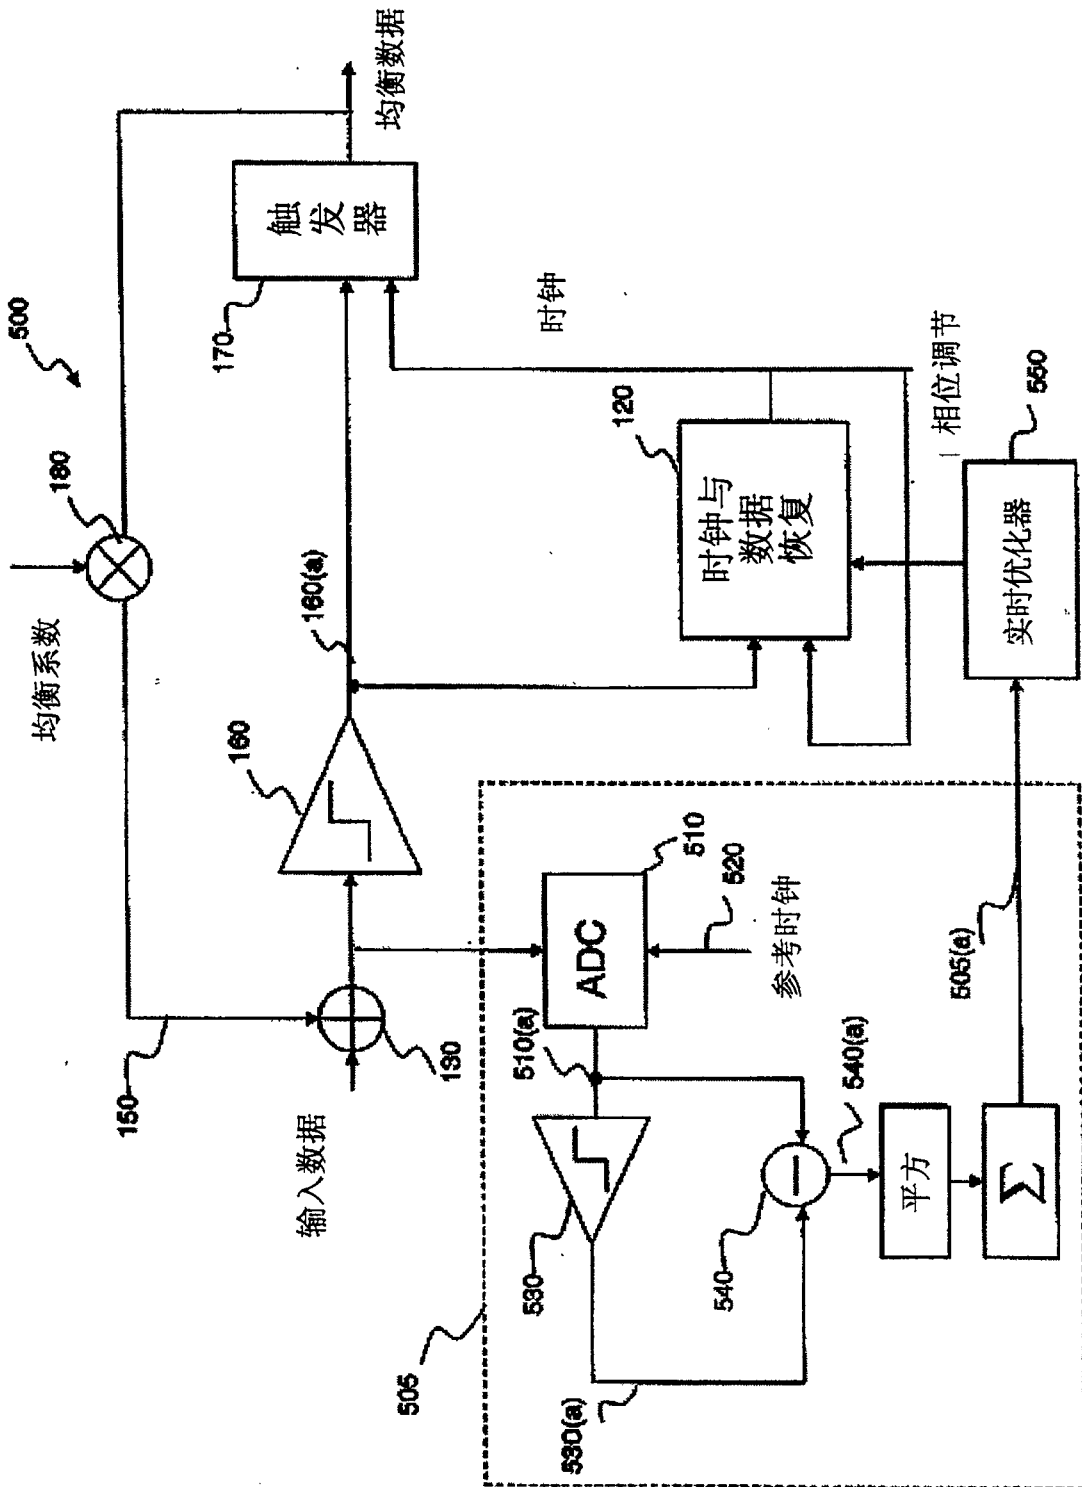 500
均衡系数
180
150
输入数据
130
160
160(a)
170
触
发
器
均衡数据
时钟
120
时钟与
数据
恢复
相位调节
550
实时优化器
505
ADC
510
520
参考时钟
510(a)
530
530(a)
540
540(a)
平方
Σ
505(a)